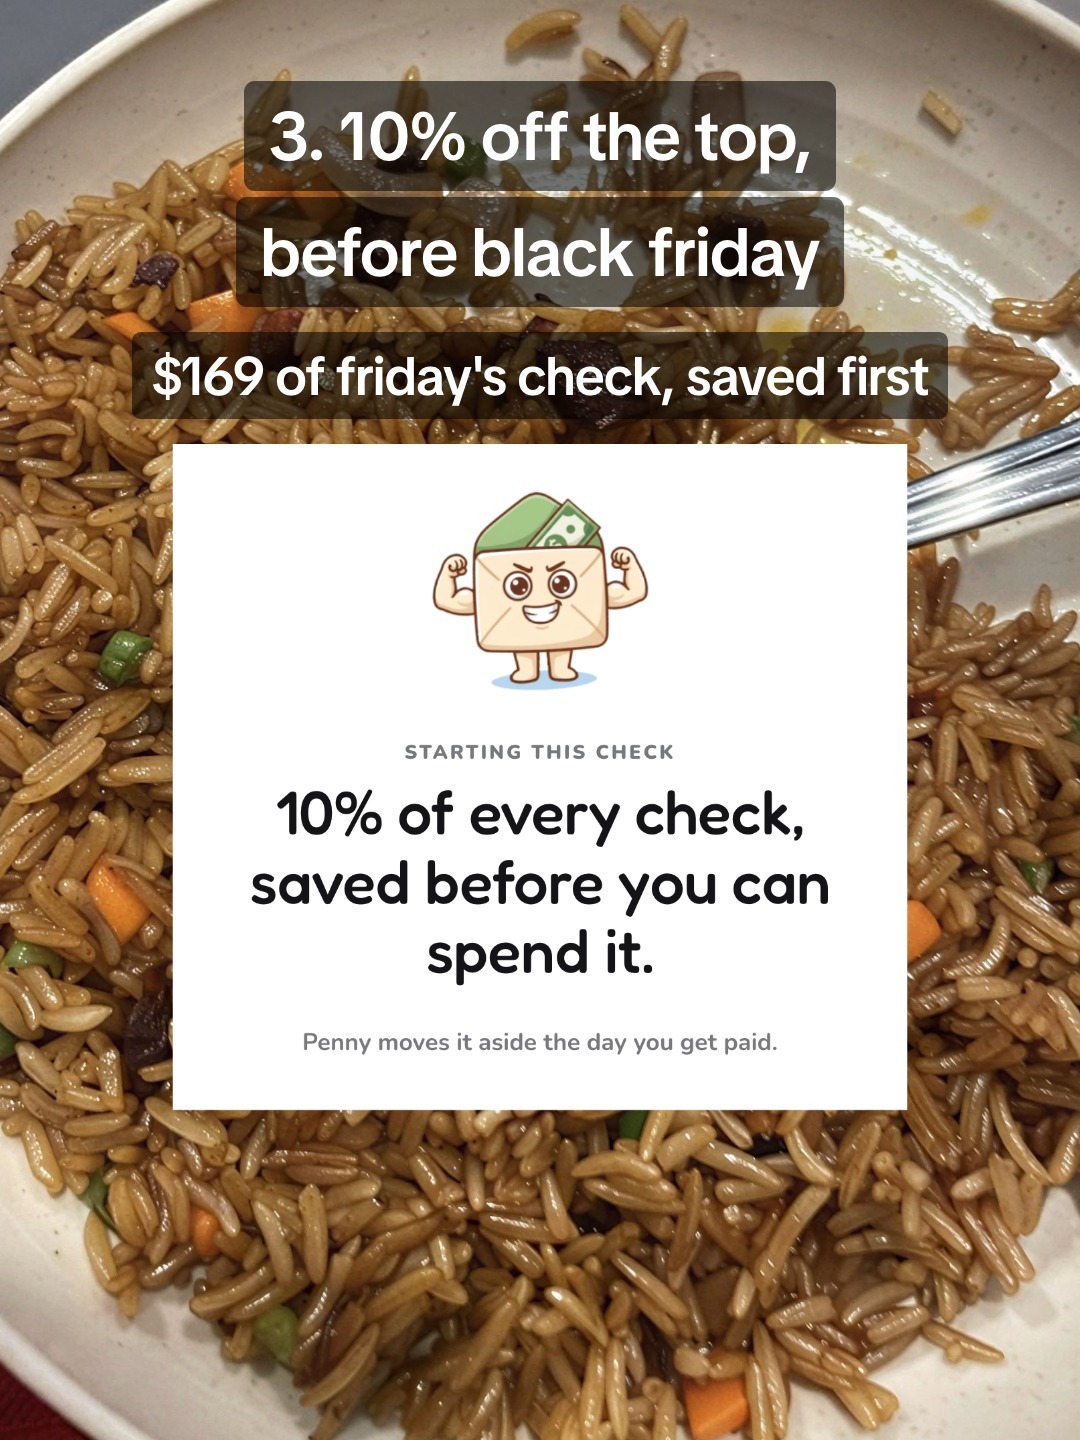 3. 10% off the top,
before black friday
$169 of friday's check, saved first
STARTING THIS CHECK
10% of every check,
saved before you can
spend it.
Penny moves it aside the day you get paid.